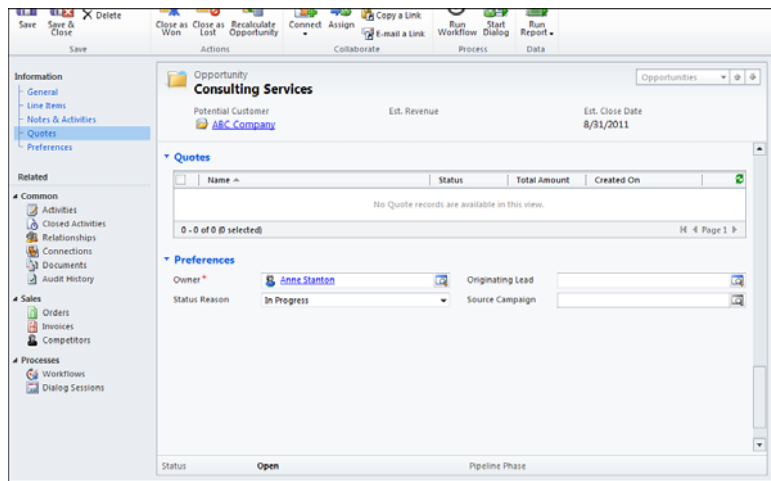 Save Save & Close Delete Close as Won Close as Lost Recalculate Opportunity Connect Assign Copy a Link E-mail a Link Run Workflow Start Dialog Run Report
Save Actions Collaborate Process Data
Information
General
Line Items
Notes & Activities
Quotes
Preferences
Related
Common
Activities
Closed Activities
Relationships
Connections
Documents
Audit History
Sales
Orders
Invoices
Competitors
Processes
Workflows
Dialog Sessions
Opportunity
Consulting Services
Opportunities
Potential Customer Est. Revenue Est. Close Date
ABC Company 8/31/2011
Quotes
Name Status Total Amount Created On
No Quote records are available in this view.
0 - 0 of 0 (0 selected) Page 1
Preferences
Owner* Anne Stanton Originating Lead
Status Reason In Progress Source Campaign
Status Open Pipeline Phase